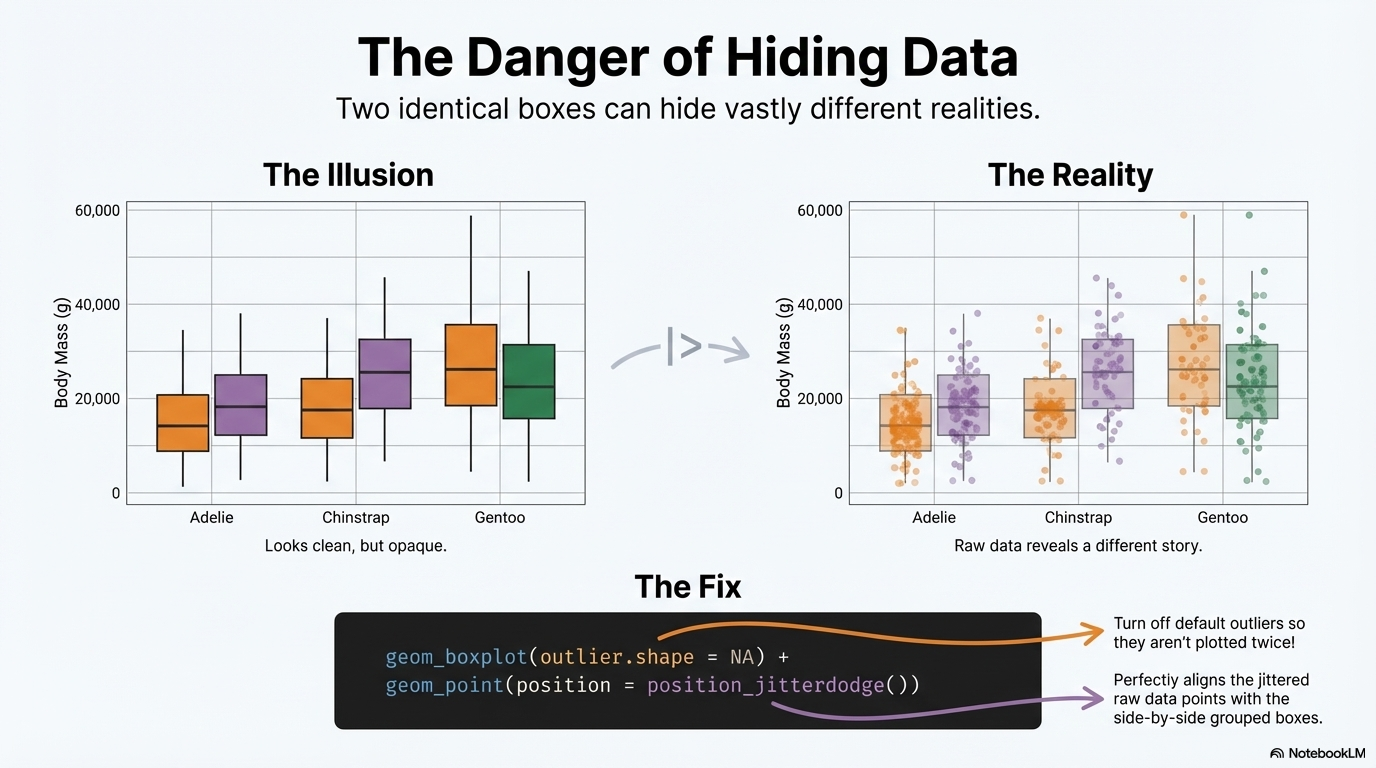 The Danger of Hiding Data
Two identical boxes can hide vastly different realities.
The Illusion
60,000
40,000
20,000
0
Body Mass (g)
Adelie
Chinstrap
Gentoo
Looks clean, but opaque.
|>
The Reality
60,000
40,000
20,000
0
Body Mass (g)
Adelie
Chinstrap
Gentoo
Raw data reveals a different story.
The Fix
geom_boxplot(outlier.shape = NA) +
geom_point(position = position_jitterdodge())
Turn off default outliers so
they aren't plotted twice!
Perfectly aligns the jittered
raw data points with the
side-by-side grouped boxes.
NotebookLM